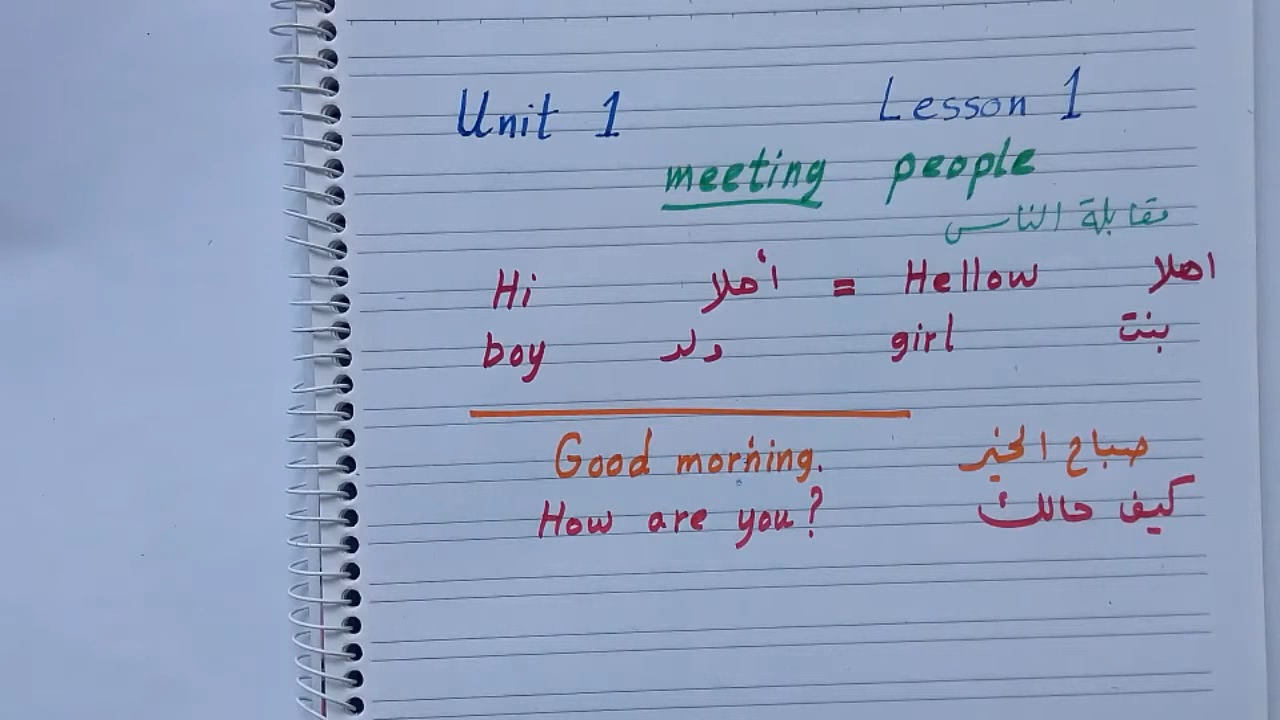 Unit 1 Lesson 1
meeting people
مقابلة الناس
Hi أهلا = Hellow اهلا
boy ولد girl بنت
Good morning. صباح الخير
How are you? كيف حالك